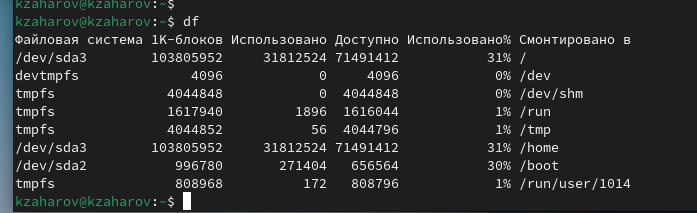 kzaharov@kzaharov:~$
kzaharov@kzaharov:~$ df
Файловая система 1K-блоков Использовано Доступно Использовано% Смонтировано в
/dev/sda3 103805952 31812524 71491412 31% /
devtmpfs 4096 0 4096 0% /dev
tmpfs 4044848 0 4044848 0% /dev/shm
tmpfs 1617940 1896 1616044 1% /run
tmpfs 4044852 56 4044796 1% /tmp
/dev/sda3 103805952 31812524 71491412 31% /home
/dev/sda2 996780 271404 656564 30% /boot
tmpfs 808968 172 808796 1% /run/user/1014
kzaharov@kzaharov:~$